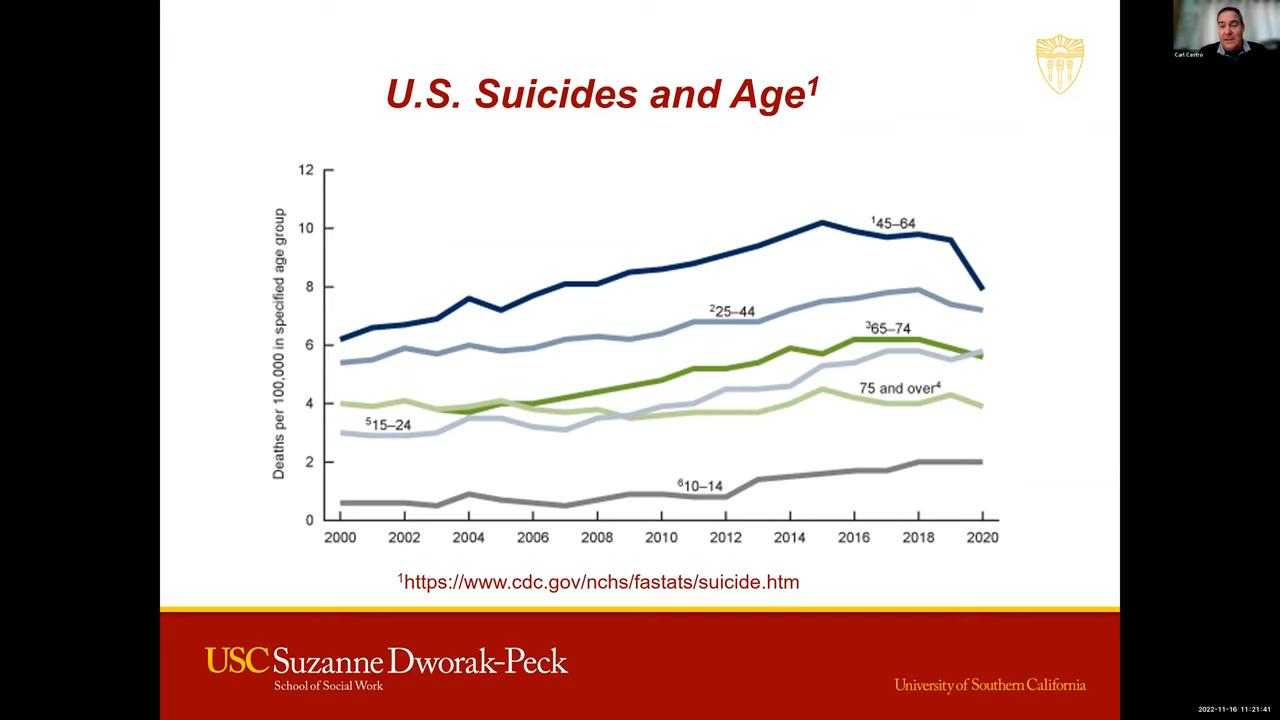 U.S. Suicides and Age¹
Carl Castro
Deaths per 100,000 in specified age group
12
10
8
6
4
2
0
¹45–64
²25–44
³65–74
75 and over⁴
⁵15–24
⁶10–14
2000 2002 2004 2006 2008 2010 2012 2014 2016 2018 2020
¹https://www.cdc.gov/nchs/fastats/suicide.htm
USC Suzanne Dworak-Peck
School of Social Work
University of Southern California
2022-11-16 11:21:41